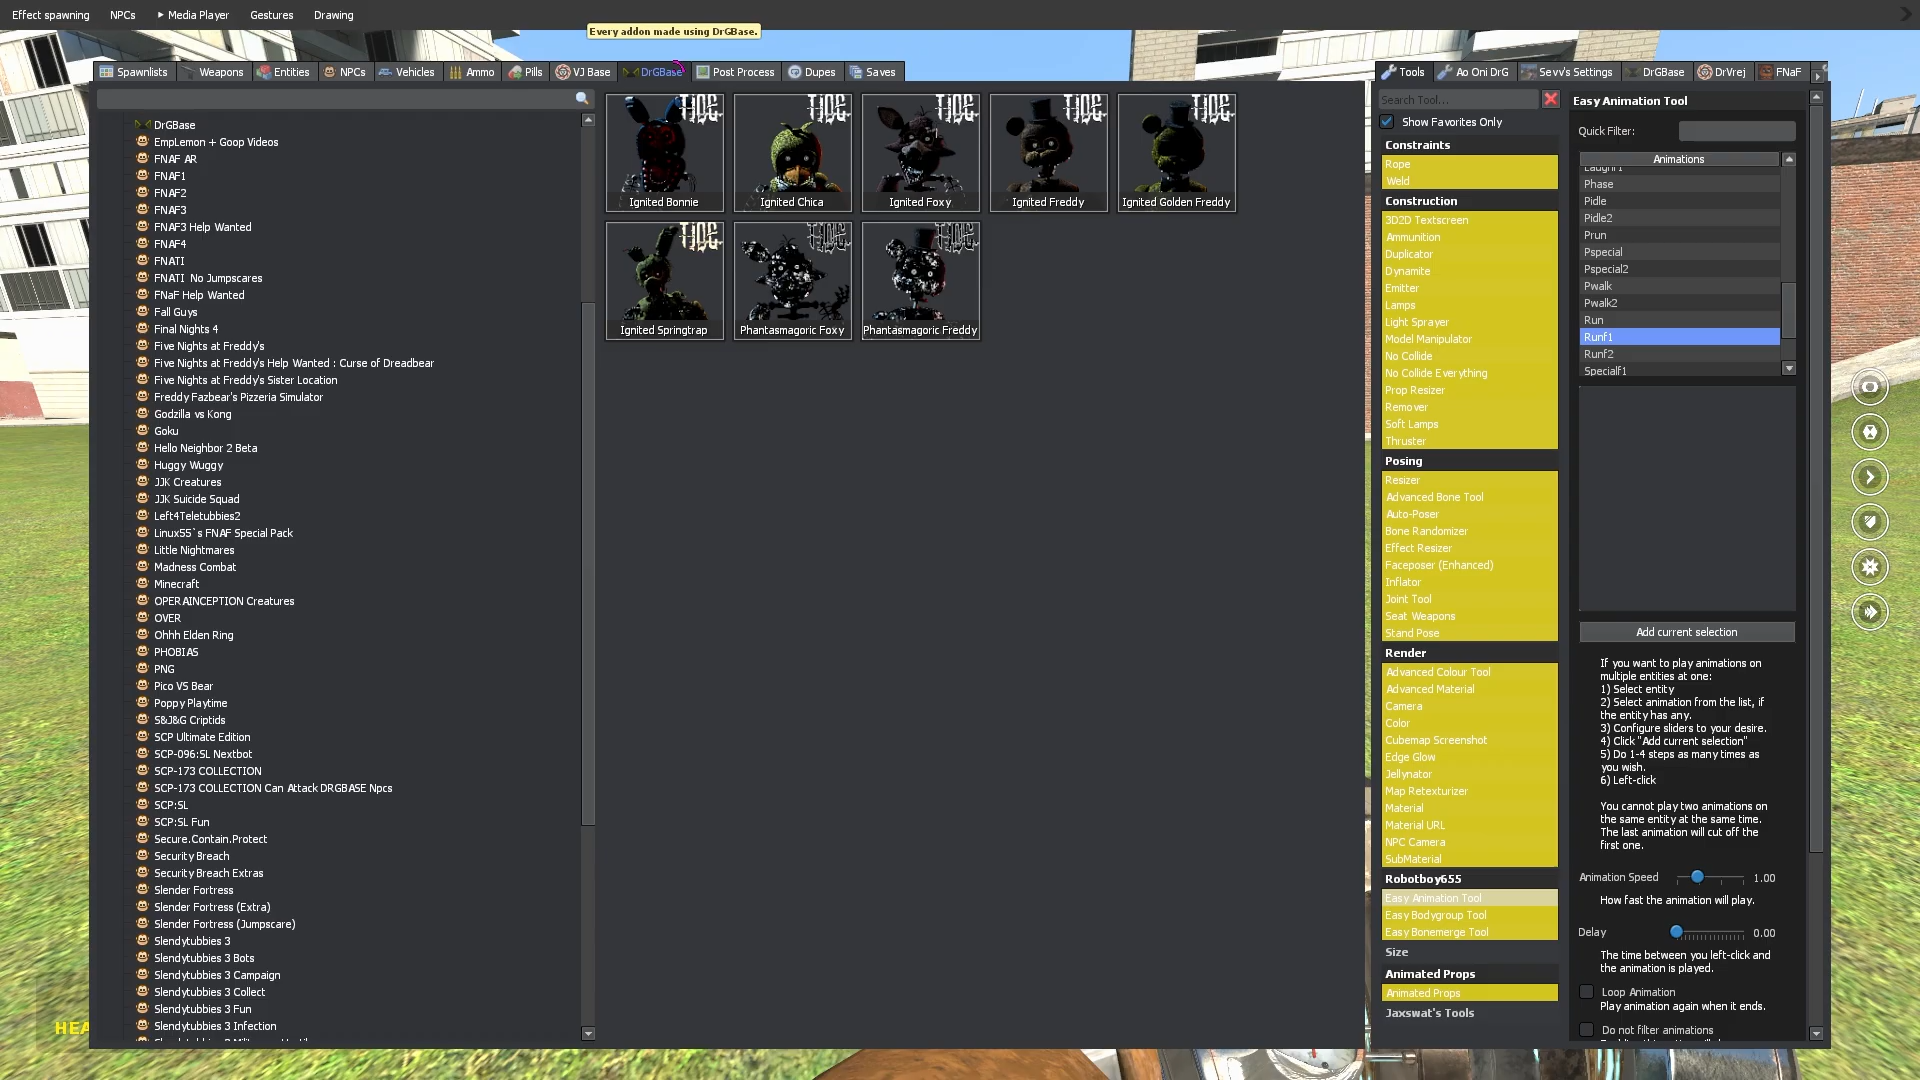 Effect spawning
NPCs
Media Player
Gestures
Drawing
Every addon made using DrGBase.
Spawnlists
Weapons
Entities
NPCs
Vehicles
Ammo
Pills
VJ Base
DrGBase
Post Process
Dupes
Saves
DrGBase
EmpLemon + Goop Videos
FNAF AR
FNAF1
FNAF2
FNAF3
FNAF3 Help Wanted
FNAF4
FNATI
FNATI  No Jumpscares
FNaF Help Wanted
Fall Guys
Final Nights 4
Five Nights at Freddy's
Five Nights at Freddy's Help Wanted : Curse of Dreadbear
Five Nights at Freddy's Sister Location
Freddy Fazbear's Pizzeria Simulator
Godzilla vs Kong
Goku
Hello Neighbor 2 Beta
Huggy Wuggy
JJK Creatures
JJK Suicide Squad
Left4Teletubbies2
Linux55`s FNAF Special Pack
Little Nightmares
Madness Combat
Minecraft
OPERAINCEPTION Creatures
OVER
Ohhh Elden Ring
PHOBIAS
PNG
Pico VS Bear
Poppy Playtime
S&J&G Criptids
SCP Ultimate Edition
SCP-096:SL Nextbot
SCP-173 COLLECTION
SCP-173 COLLECTION Can Attack DRGBASE Npcs
SCP:SL
SCP:SL Fun
Secure.Contain.Protect
Security Breach
Security Breach Extras
Slender Fortress
Slender Fortress (Extra)
Slender Fortress (Jumpscare)
Slendytubbies 3
Slendytubbies 3 Bots
Slendytubbies 3 Campaign
Slendytubbies 3 Collect
Slendytubbies 3 Fun
Slendytubbies 3 Infection
HEA
TIDE
Ignited Bonnie
TIDE
Ignited Chica
TIDE
Ignited Foxy
TIDE
Ignited Freddy
TIDE
Ignited Golden Freddy
TIDE
Ignited Springtrap
TIDE
Phantasmagoric Foxy
TIDE
Phantasmagoric Freddy
Tools
Ao Oni DrG
Sevv's Settings
DrGBase
DrVrej
FNaF
Search Tool...
Show Favorites Only
Constraints
Rope
Weld
Construction
3D2D Textscreen
Ammunition
Duplicator
Dynamite
Emitter
Lamps
Light Sprayer
Model Manipulator
No Collide
No Collide Everything
Prop Resizer
Remover
Soft Lamps
Thruster
Posing
Resizer
Advanced Bone Tool
Auto-Poser
Bone Randomizer
Effect Resizer
Faceposer (Enhanced)
Inflator
Joint Tool
Seat Weapons
Stand Pose
Render
Advanced Colour Tool
Advanced Material
Camera
Color
Cubemap Screenshot
Edge Glow
Jellynator
Map Retexturizer
Material
Material URL
NPC Camera
SubMaterial
Robotboy655
Easy Animation Tool
Easy Bodygroup Tool
Easy Bonemerge Tool
Size
Animated Props
Animated Props
Jaxswat's Tools
Easy Animation Tool
Quick Filter:
Animations
Laughf1
Phase
Pidle
Pidle2
Prun
Pspecial
Pspecial2
Pwalk
Pwalk2
Run
Runf1
Runf2
Specialf1
Add current selection
If you want to play animations on
multiple entities at one:
1) Select entity
2) Select animation from the list, if
the entity has any.
3) Configure sliders to your desire.
4) Click "Add current selection"
5) Do 1-4 steps as many times as
you wish.
6) Left-click
You cannot play two animations on
the same entity at the same time.
The last animation will cut off the
first one.
Animation Speed
1.00
How fast the animation will play.
Delay
0.00
The time between you left-click and
the animation is played.
Loop Animation
Play animation again when it ends.
Do not filter animations